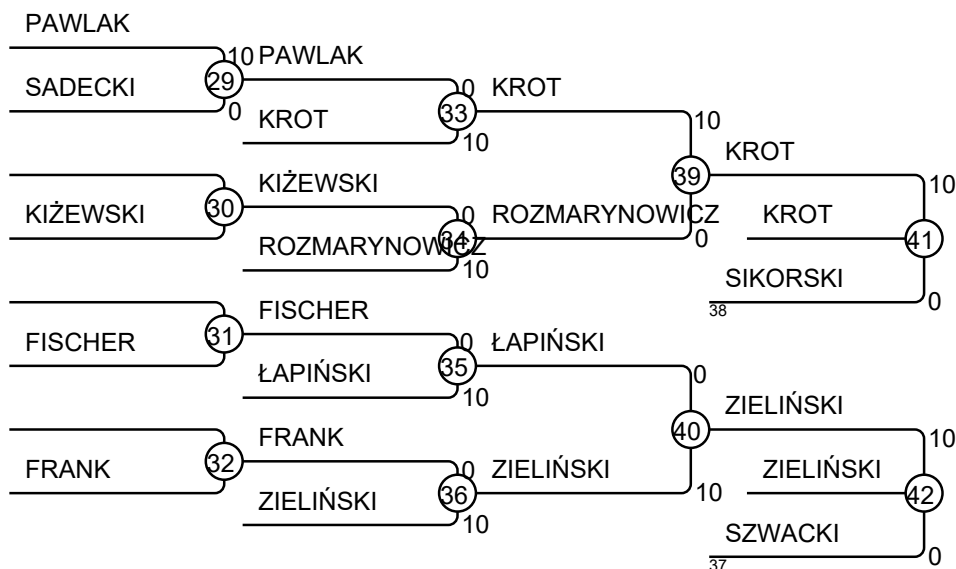 PAWLAK
10 PAWLAK
SADECKI
29
0 KROT
0
33
10
KROT
10
KIŻEWSKI
30
KIŻEWSKI
ROZMARYNOWICZ
0
34
10
ROZMARYNOWICZ
0
39
KROT
10
KROT
41
SIKORSKI
38
0
FISCHER
31
FISCHER
ŁAPIŃSKI
0
35
10
ŁAPIŃSKI
0
40
ZIELIŃSKI
10
FRANK
32
FRANK
ZIELIŃSKI
0
36
10
ZIELIŃSKI
10
ZIELIŃSKI
42
SZWACKI
37
0